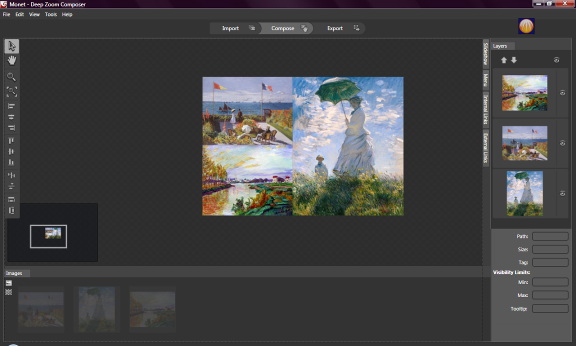 Monet - Deep Zoom Composer
File Edit View Tools Help
Import Compose Export
Slideshow
Menu
Internal Links
External Links
Layers
Path:
Size:
Tag:
Visibility Limits:
Min:
Max:
Tooltip:
Images